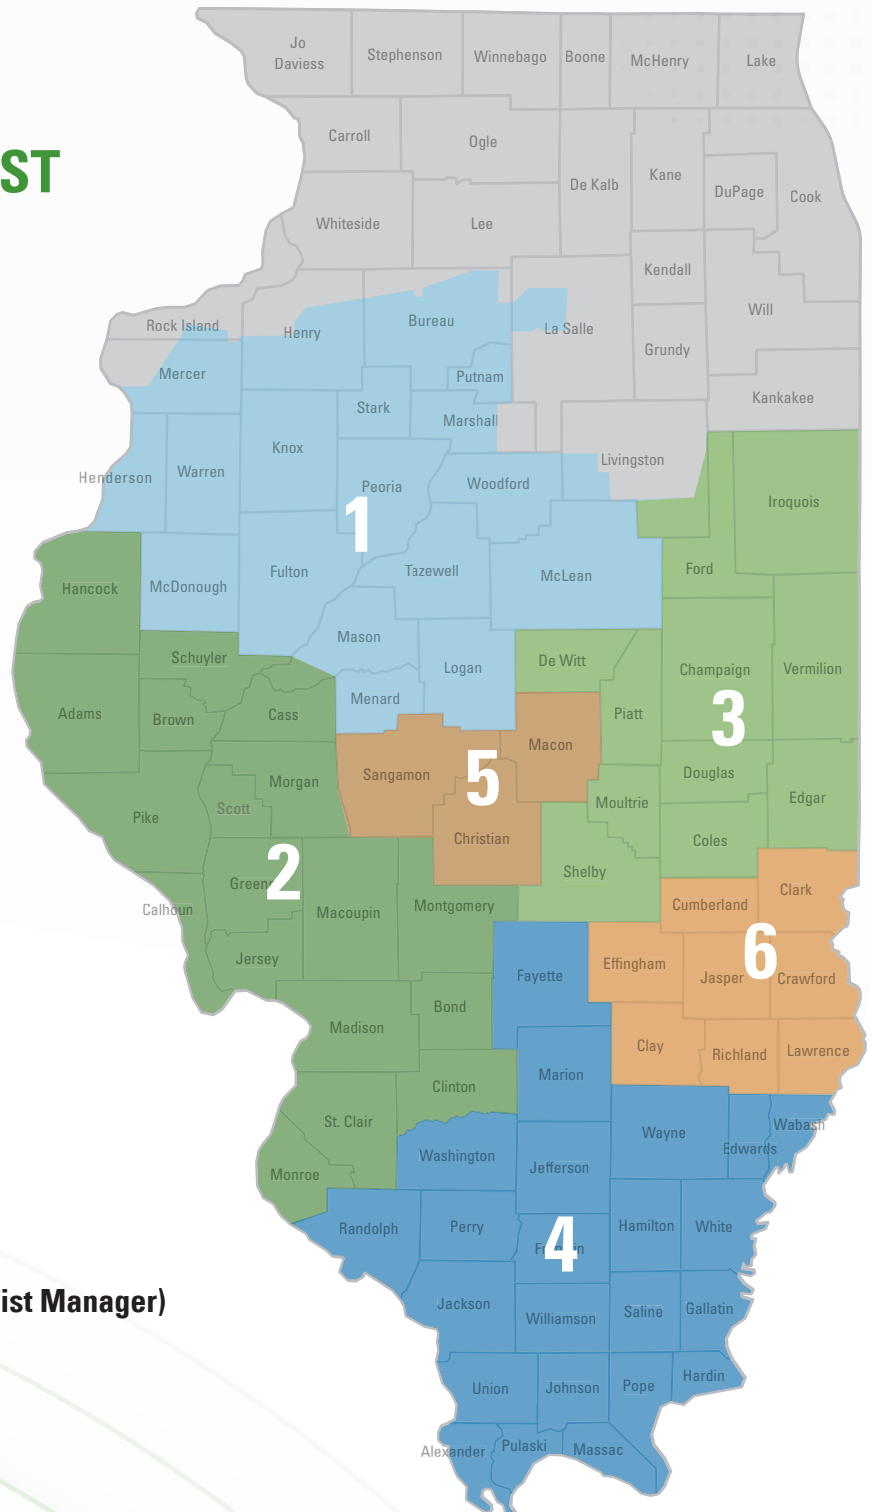 Jo
Daviess
Stephenson
Winnebago
Boone
McHenry
Lake
Carroll
Ogle
ST
De Kalb
Kane
DuPage
Cook
Whiteside
Lee
Kendall
Will
Rock Island
Henry
Bureau
La Salle
Grundy
Mercer
Putnam
Kankakee
Stark
Marshall
Knox
Henderson
Warren
Peoria
Woodford
Livingston
Iroquois
1
Hancock
McDonough
Fulton
Tazewell
McLean
Ford
Schuyler
Mason
Logan
De Witt
Champaign
Vermilion
Adams
Brown
Cass
Menard
Piatt
3
Macon
Sangamon
5
Morgan
Douglas
Edgar
Pike
Scott
Moultrie
Christian
Coles
2
Greene
Shelby
Clark
Calhoun
Macoupin
Montgomery
Cumberland
6
Jersey
Fayette
Effingham
Jasper
Crawford
Madison
Bond
Clay
Richland
Lawrence
Clinton
Marion
St. Clair
Wayne
Wabash
Washington
Edwards
Monroe
Jefferson
Randolph
Perry
Hamilton
White
4
Franklin
ist Manager)
Jackson
Williamson
Saline
Gallatin
Union
Johnson
Pope
Hardin
Alexander
Pulaski
Massac